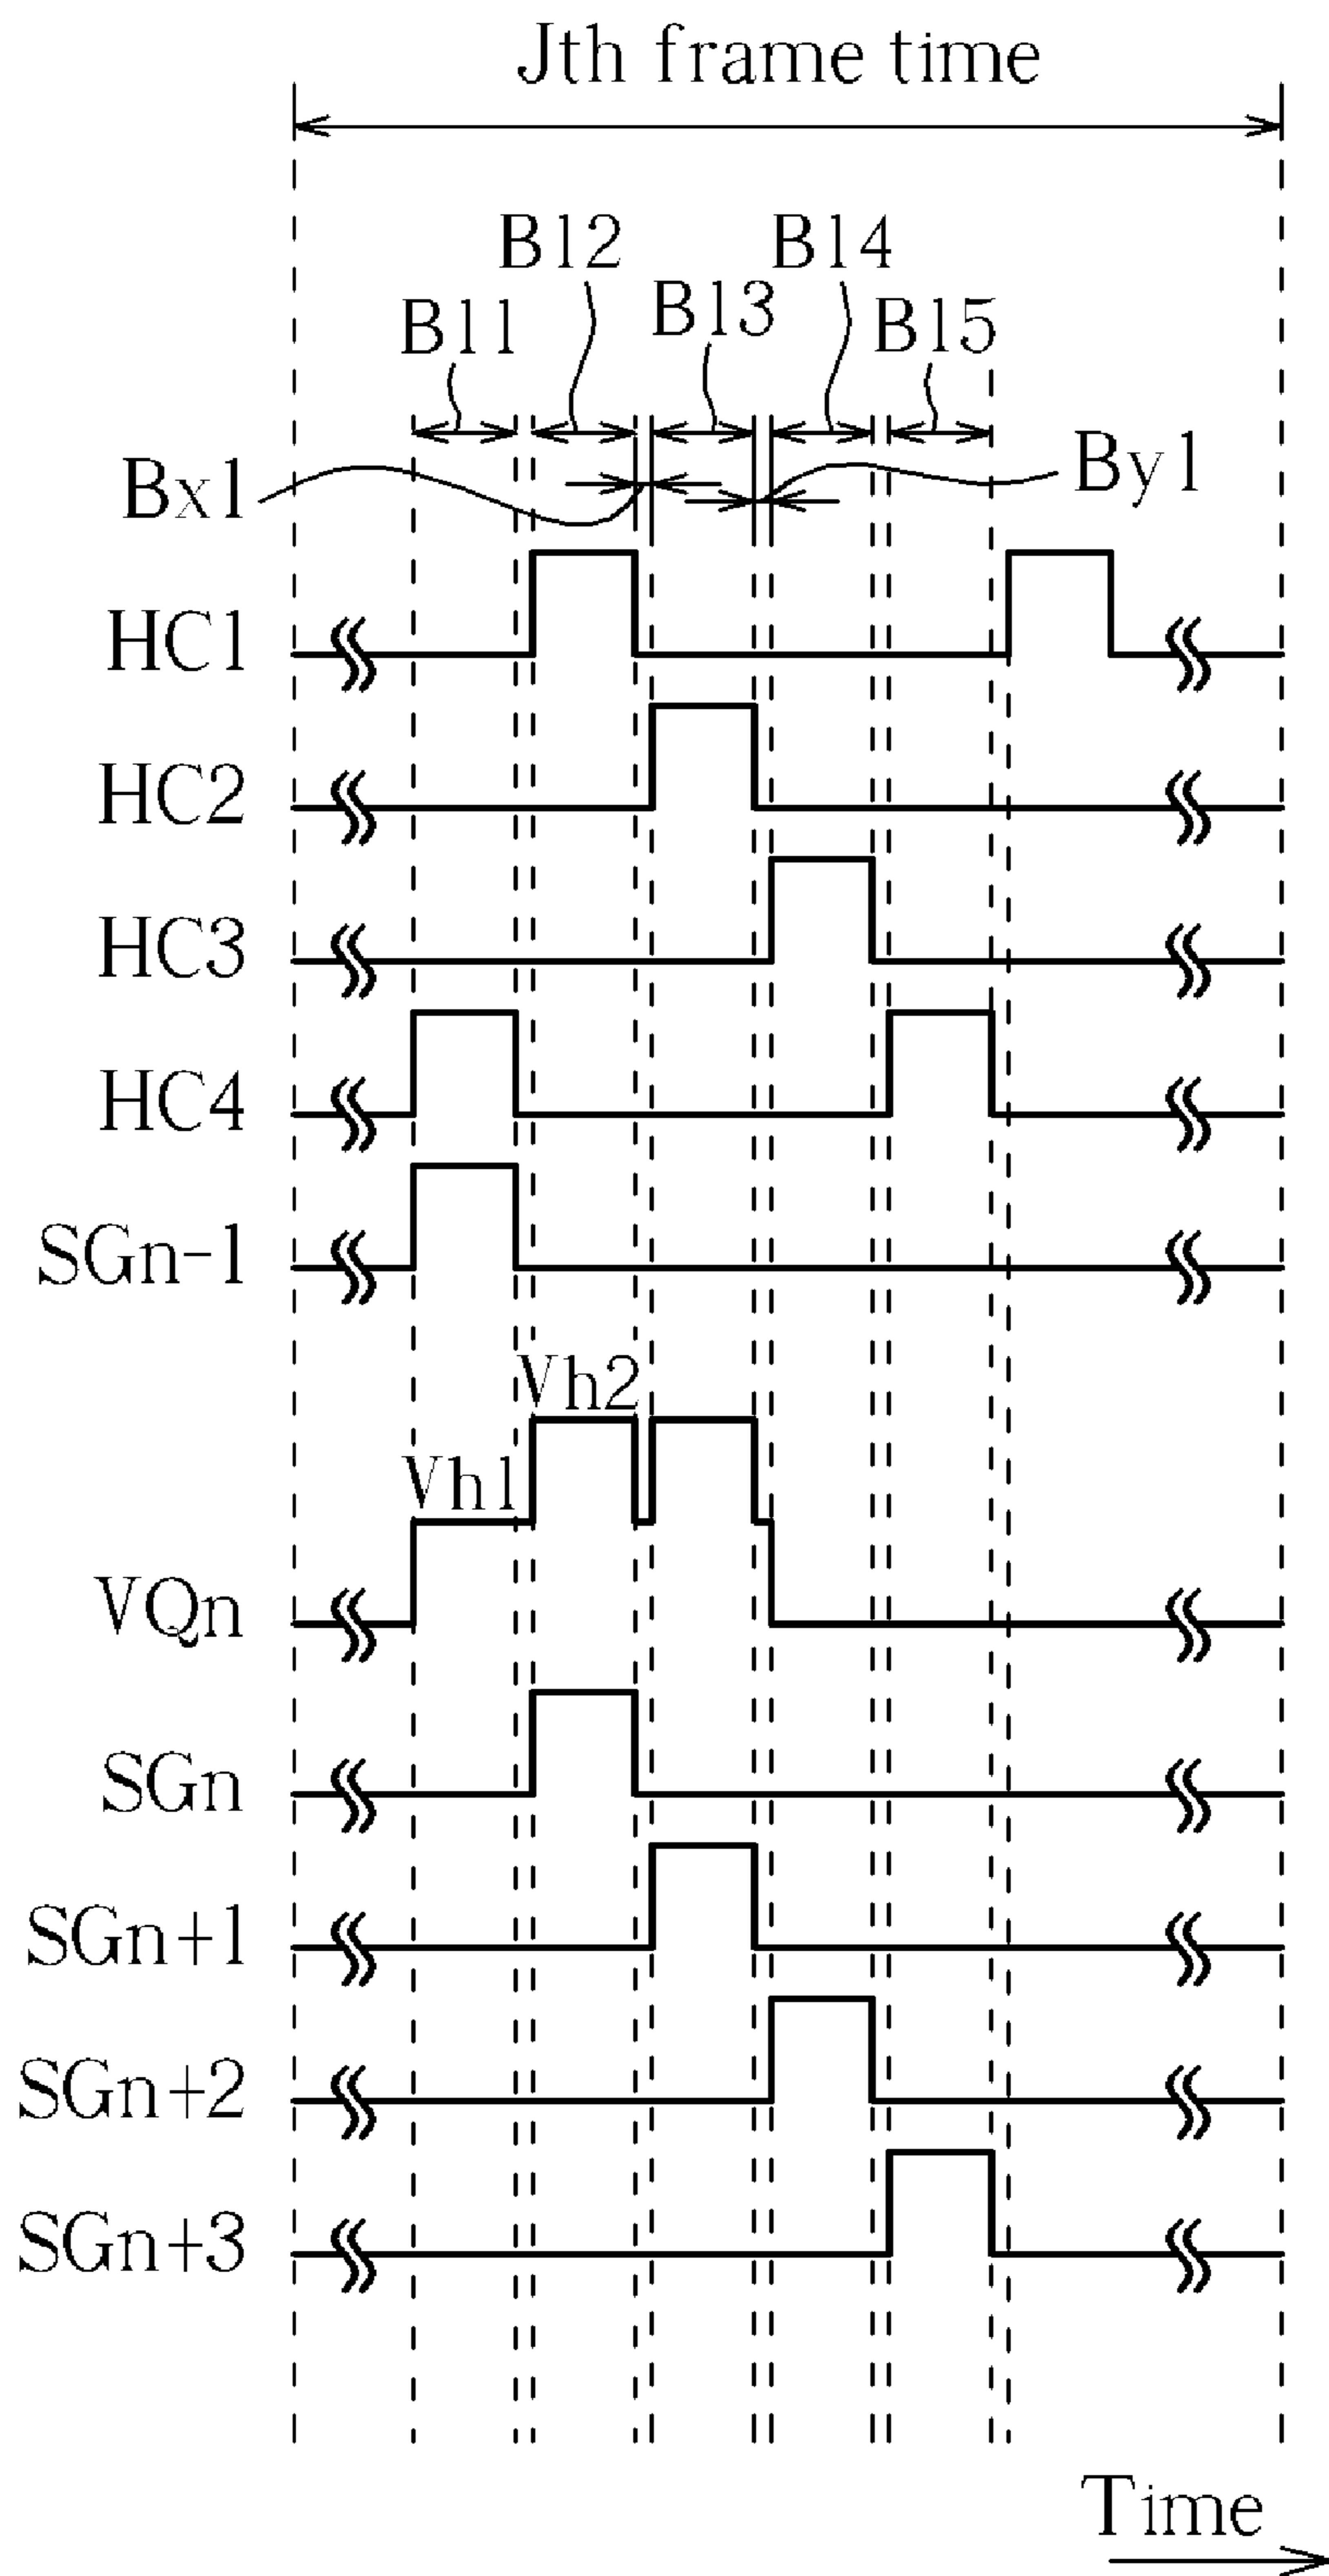 Jth frame time
B12
B14
B11
B13
B15
Bx1
By1
HC1
HC2
HC3
HC4
SGn-1
Vh2
Vh1
VQn
SGn
SGn+1
SGn+2
SGn+3
Time